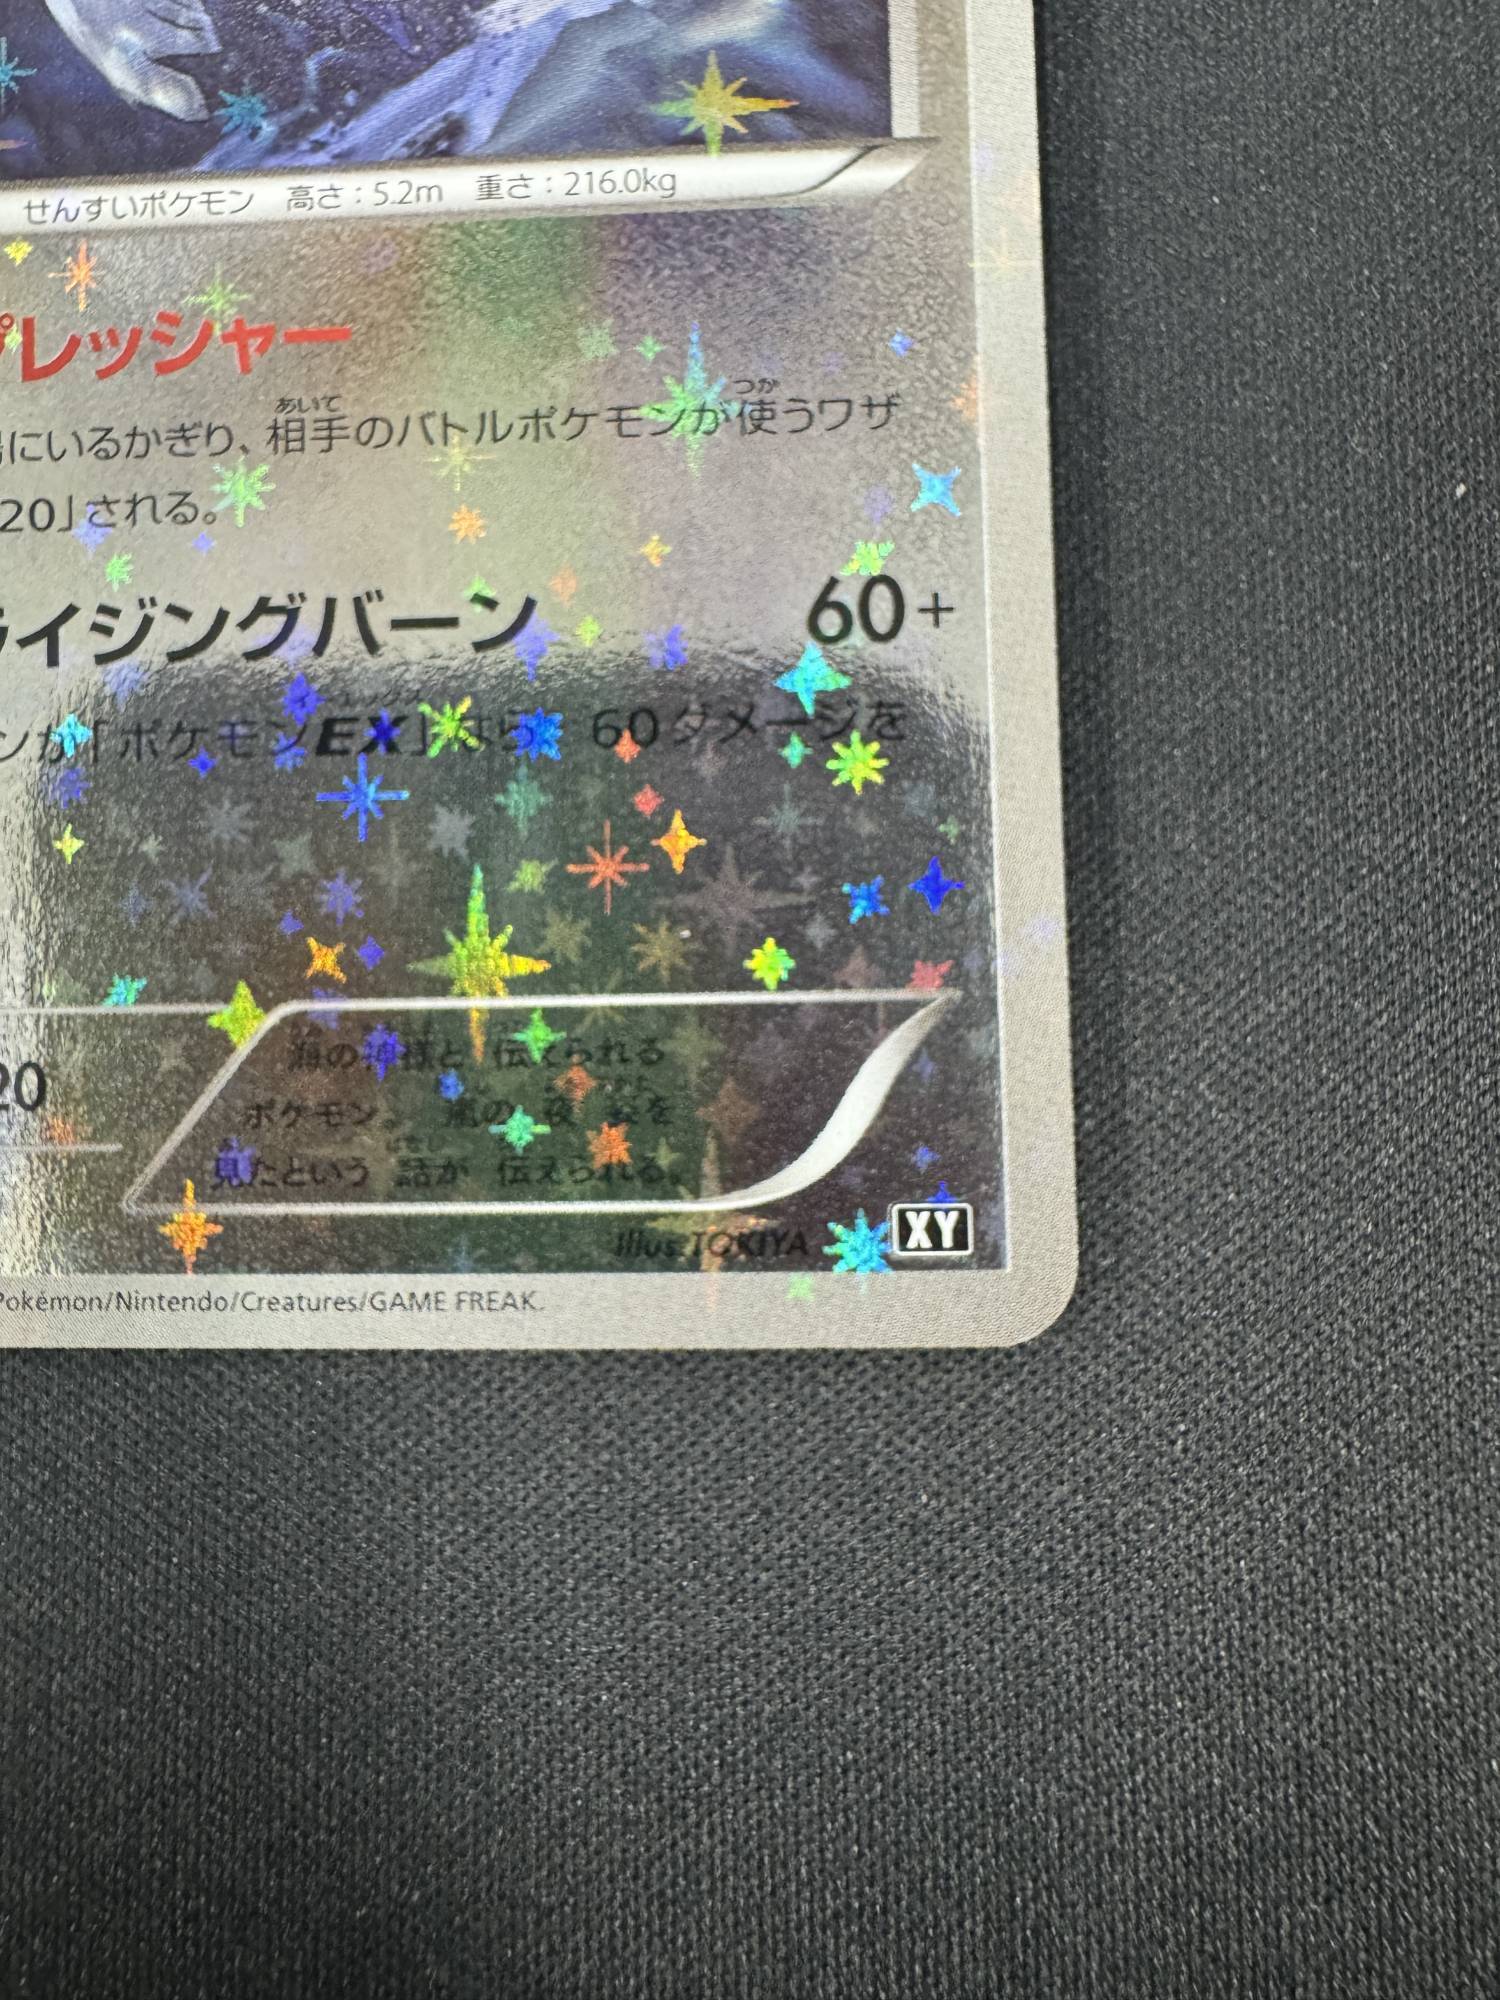 せんすいポケモン 高さ：5.2m 重さ：216.0kg
プレッシャー
にいるかぎり、相手のバトルポケモンが使うワザ
あいて
つか
20」される。
ライジングバーン 60+
ンが「ポケモンEX」なら、60ダメージを
海の神様と 伝えられる
ポケモン。 嵐の 夜 姿を
見たという 話が 伝えられる。
20
illus.TOKIYA
XY
Pokémon/Nintendo/Creatures/GAME FREAK.